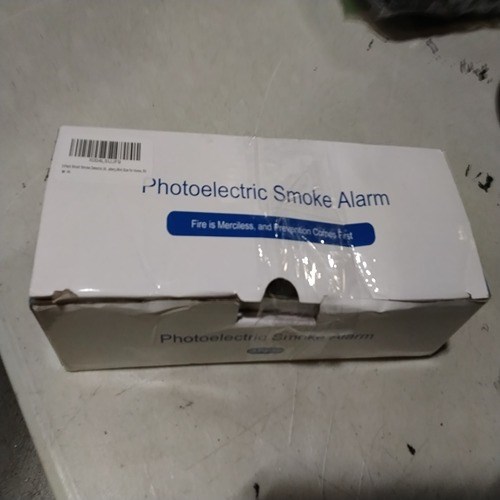 Photoelectric Smoke Alarm
Fire is Merciless, and Prevention Comes First
Photoelectric Smoke Alarm